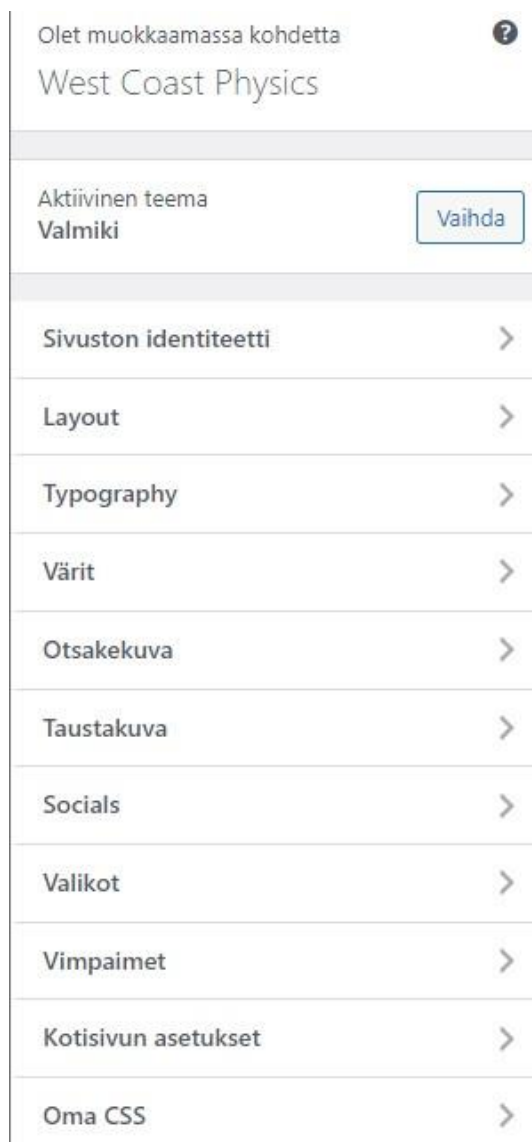 Olet muokkaamassa kohdetta
West Coast Physics
Aktiivinen teema
Valmiki
Vaihda
Sivuston identiteetti
Layout
Typography
Värit
Otsakekuva
Taustakuva
Socials
Valikot
Vimpaimet
Kotisivun asetukset
Oma CSS